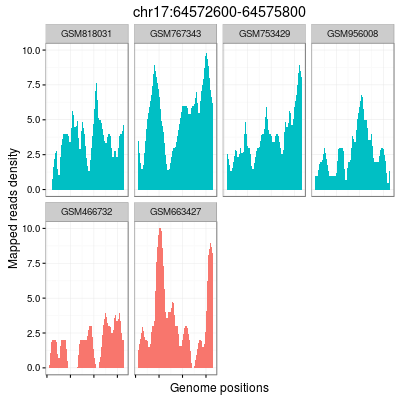 chr17:64572600-64575800
GSM818031 GSM767343 GSM753429 GSM956008
10.0
7.5
5.0
2.5
0.0
Mapped reads density
GSM466732 GSM663427
10.0
7.5
5.0
2.5
0.0
Genome positions